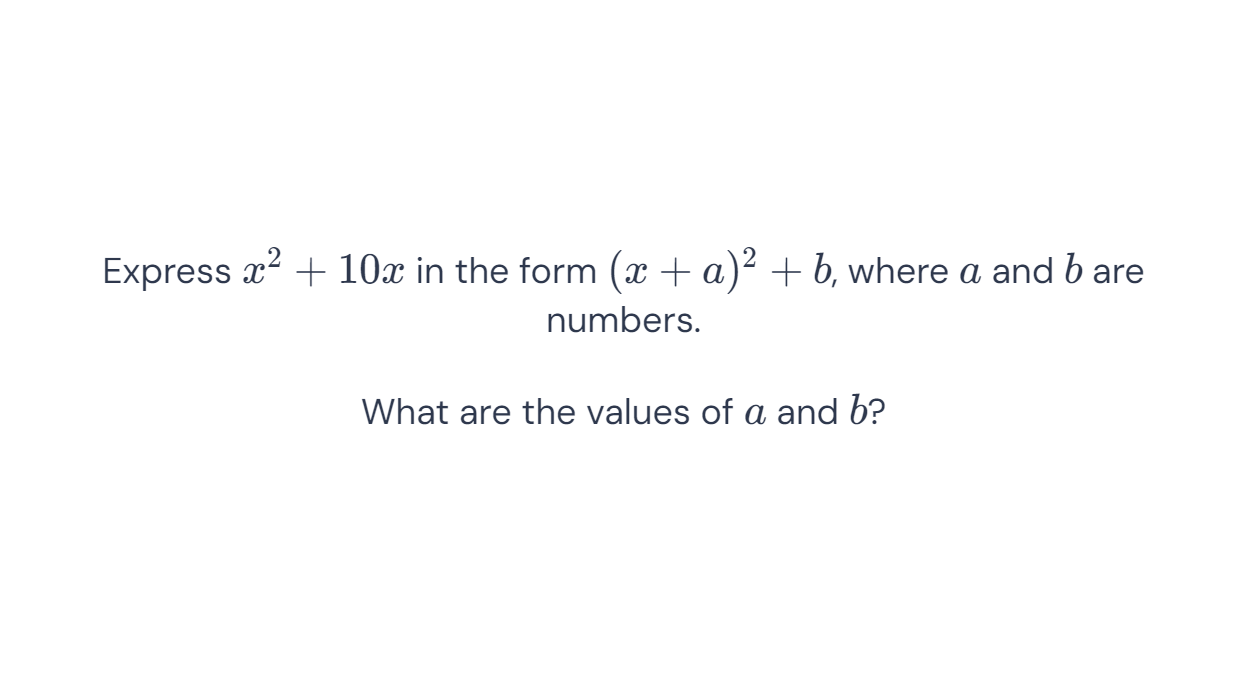 Express $x^2 + 10x$ in the form $(x + a)^2 + b$, where $a$ and $b$ are
numbers.
What are the values of $a$ and $b$?